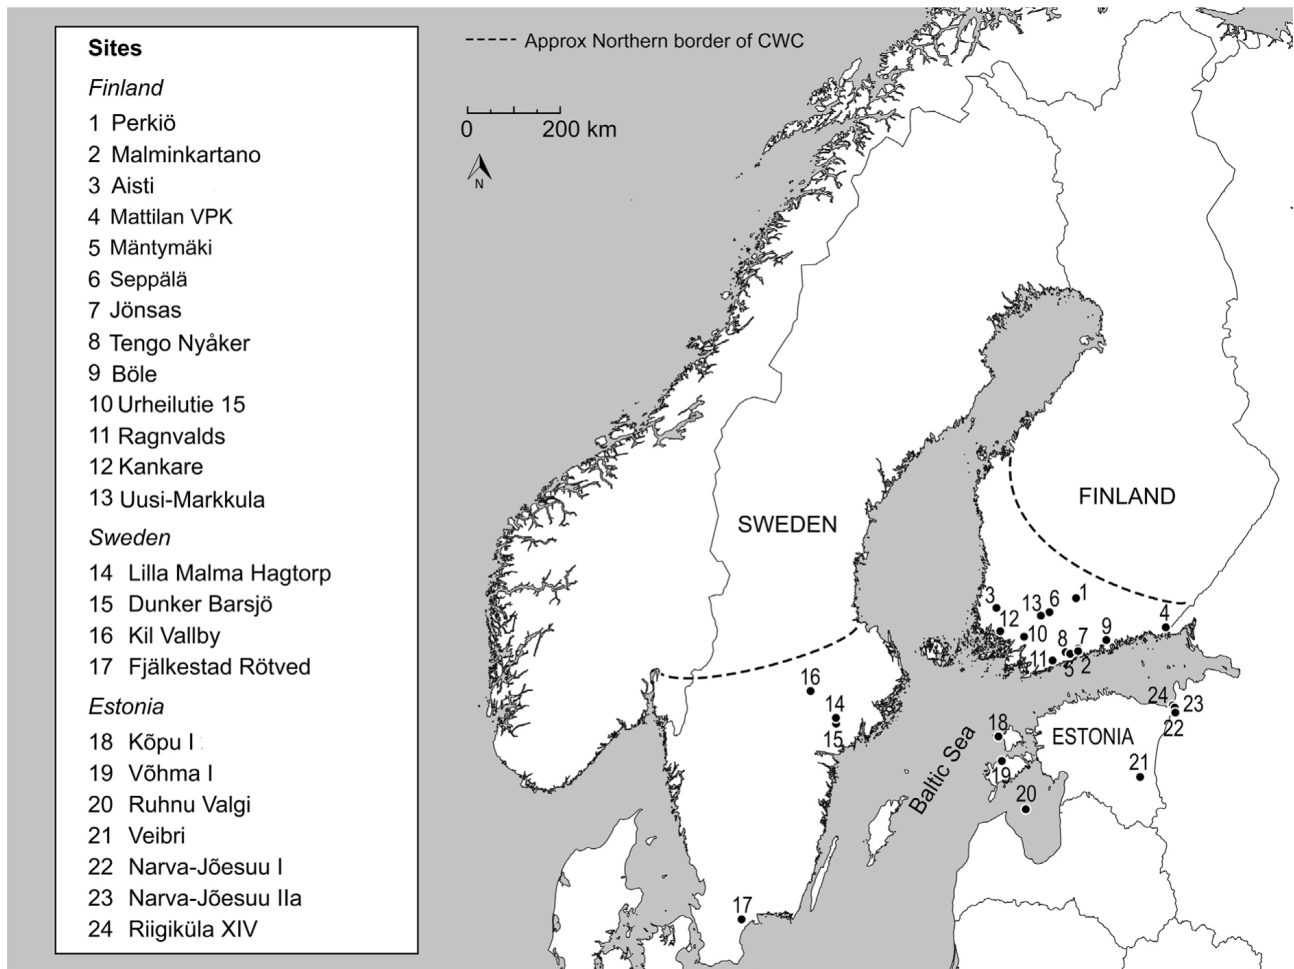 Sites
Finland
1 Perkiö
2 Malminkartano
3 Aisti
4 Mattilan VPK
5 Mäntymäki
6 Seppälä
7 Jönsas
8 Tengo Nyåker
9 Böle
10 Urheilutie 15
11 Ragnvalds
12 Kankare
13 Uusi-Markkula
Sweden
14 Lilla Malma Hagtorp
15 Dunker Barsjö
16 Kil Vallby
17 Fjälkestad Rötved
Estonia
18 Kõpu I
19 Võhma I
20 Ruhnu Valgi
21 Veibri
22 Narva-Jõesuu I
23 Narva-Jõesuu IIa
24 Riigiküla XIV
Approx Northern border of CWC
0 200 km
N
FINLAND
SWEDEN
3
13
6
1
12
10
4
9
8
7
11
5
2
16
14
15
24
23
22
18
ESTONIA
19
21
20
Baltic Sea
17